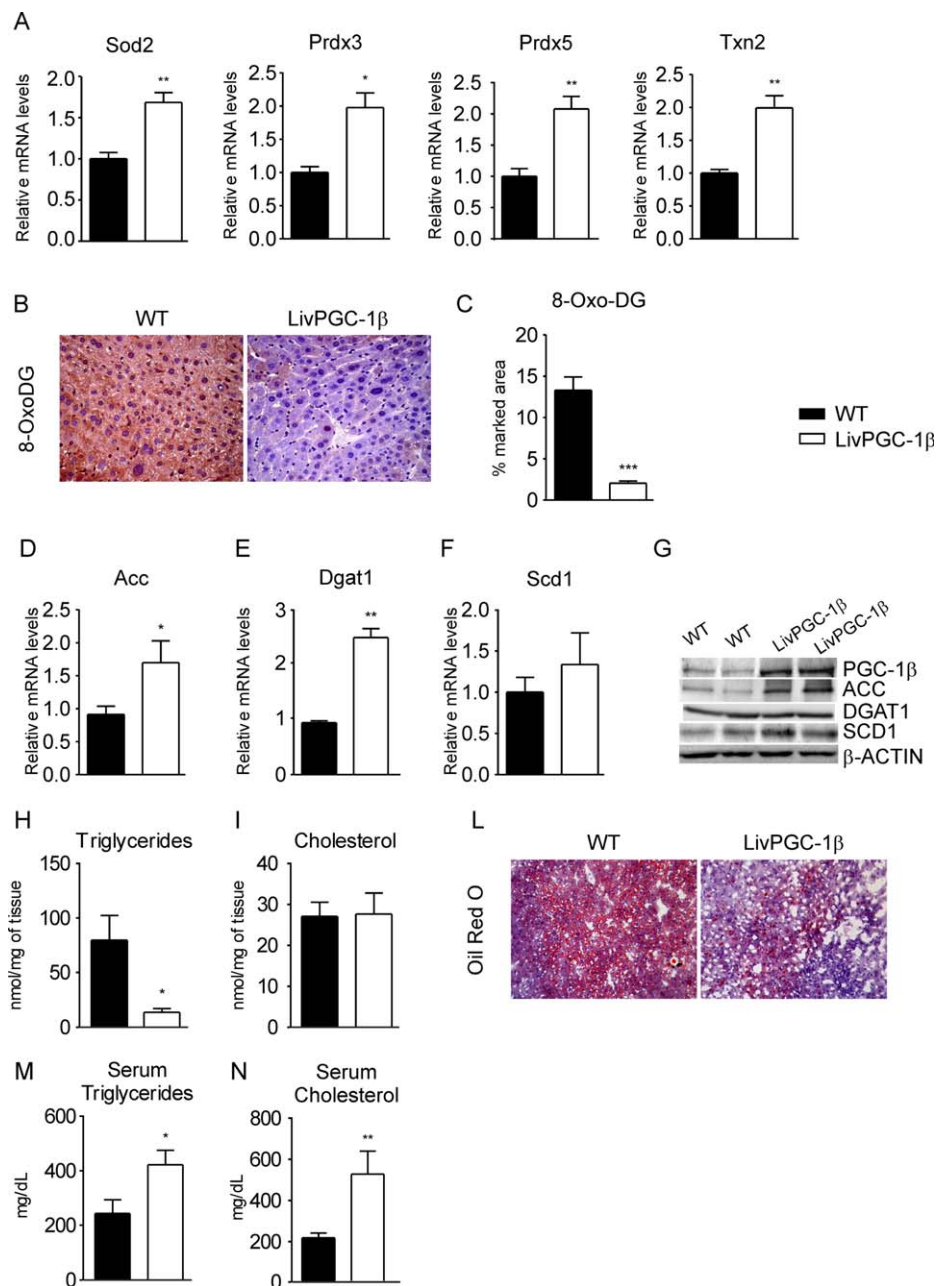 A
Sod2
Prdx3
Prdx5
Txn2
Relative mRNA levels
2.0
1.5
1.0
0.5
0.0
**
Relative mRNA levels
2.5
2.0
1.5
1.0
0.5
0.0
*
Relative mRNA levels
2.5
2.0
1.5
1.0
0.5
0.0
**
Relative mRNA levels
2.5
2.0
1.5
1.0
0.5
0.0
**
B
WT
LivPGC-1β
8-OxoDG
C
8-Oxo-DG
% marked area
20
15
10
5
0
***
WT
LivPGC-1β
D
Acc
Relative mRNA levels
2.5
2.0
1.5
1.0
0.5
0.0
*
E
Dgat1
Relative mRNA levels
3
2
1
0
**
F
Scd1
Relative mRNA levels
2.0
1.5
1.0
0.5
0.0
G
WT
WT
LivPGC-1β
LivPGC-1β
PGC-1β
ACC
DGAT1
SCD1
β-ACTIN
H
Triglycerides
nmol/mg of tissue
150
100
50
0
*
I
Cholesterol
nmol/mg of tissue
40
30
20
10
0
L
WT
LivPGC-1β
Oil Red O
M
Serum
Triglycerides
mg/dL
600
400
200
0
*
N
Serum
Cholesterol
mg/dL
800
600
400
200
0
**